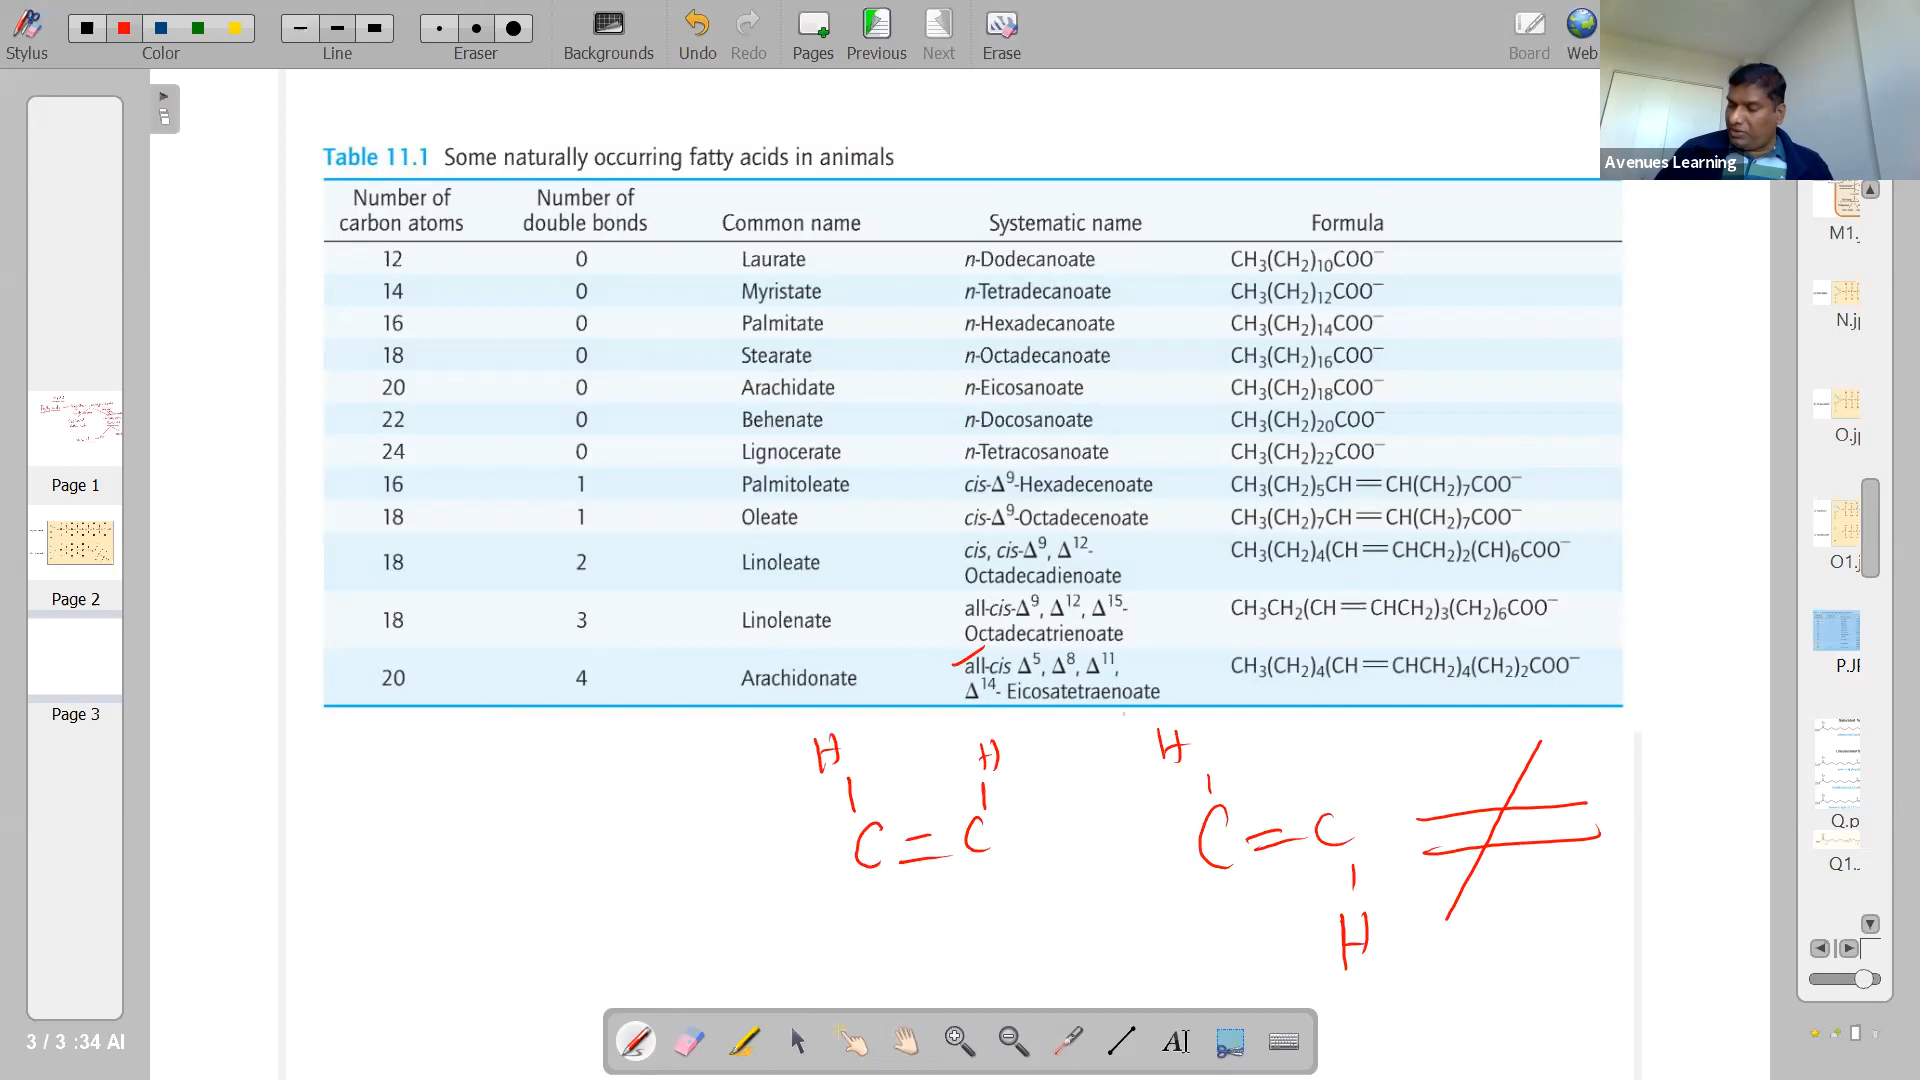 Stylus
Color
Line
Eraser
Backgrounds
Undo
Redo
Pages
Previous
Next
Erase
Board
Web
Avenues Learning
Table 11.1 Some naturally occurring fatty acids in animals
Number of carbon atoms Number of double bonds Common name Systematic name Formula
12 0 Laurate n-Dodecanoate CH₃(CH₂)₁₀COO⁻
14 0 Myristate n-Tetradecanoate CH₃(CH₂)₁₂COO⁻
16 0 Palmitate n-Hexadecanoate CH₃(CH₂)₁₄COO⁻
18 0 Stearate n-Octadecanoate CH₃(CH₂)₁₆COO⁻
20 0 Arachidate n-Eicosanoate CH₃(CH₂)₁₈COO⁻
22 0 Behenate n-Docosanoate CH₃(CH₂)₂₀COO⁻
24 0 Lignocerate n-Tetracosanoate CH₃(CH₂)₂₂COO⁻
16 1 Palmitoleate cis-Δ⁹-Hexadecenoate CH₃(CH₂)₅CH═CH(CH₂)₇COO⁻
18 1 Oleate cis-Δ⁹-Octadecenoate CH₃(CH₂)₇CH═CH(CH₂)₇COO⁻
18 2 Linoleate cis, cis-Δ⁹, Δ¹²- CH₃(CH₂)₄(CH═CHCH₂)₂(CH)₆COO⁻
Octadecadienoate
18 3 Linolenate all-cis-Δ⁹, Δ¹², Δ¹⁵- CH₃CH₂(CH═CHCH₂)₃(CH₂)₆COO⁻
Octadecatrienoate
20 4 Arachidonate all-cis Δ⁵, Δ⁸, Δ¹¹, CH₃(CH₂)₄(CH═CHCH₂)₄(CH₂)₂COO⁻
Δ¹⁴- Eicosatetraenoate
H H H
C = C C = C
H
Page 1
Page 2
Page 3
3 / 3 :34 AI
M1.
N.j
O.j
O1.j
P.JF
Q.p
Q1.
AI